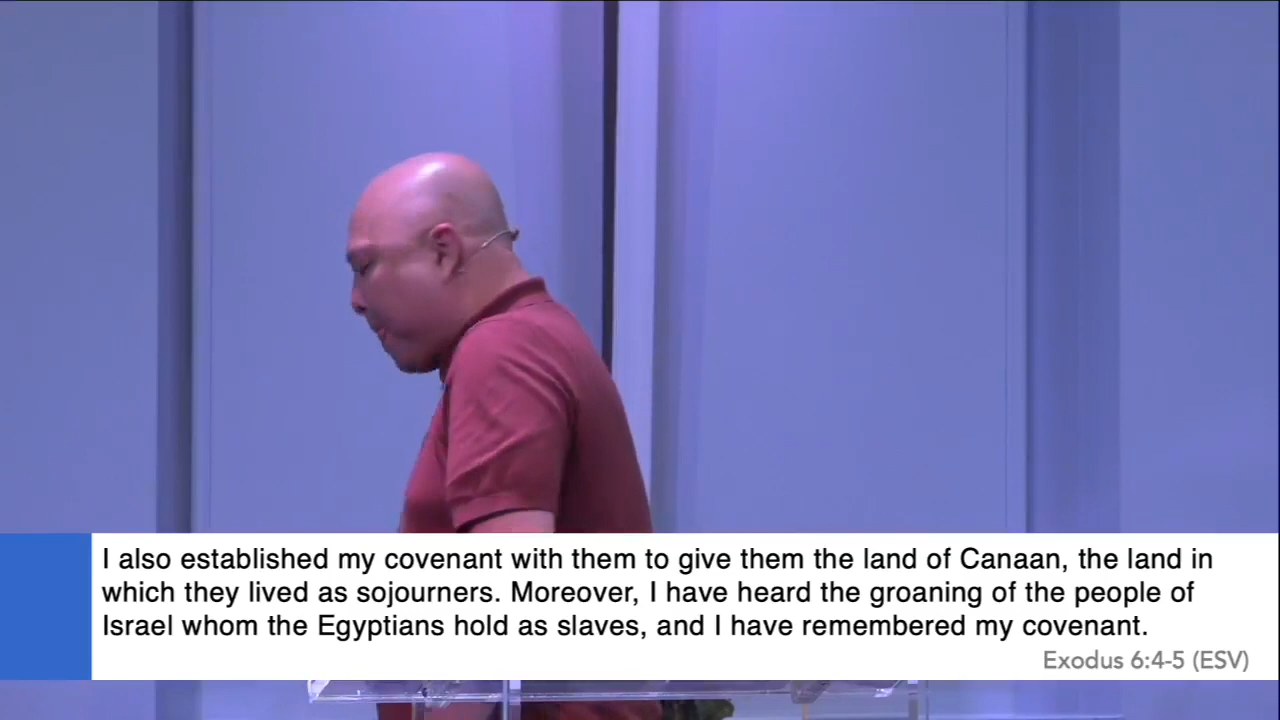 I also established my covenant with them to give them the land of Canaan, the land in
which they lived as sojourners. Moreover, I have heard the groaning of the people of
Israel whom the Egyptians hold as slaves, and I have remembered my covenant.
Exodus 6:4-5 (ESV)